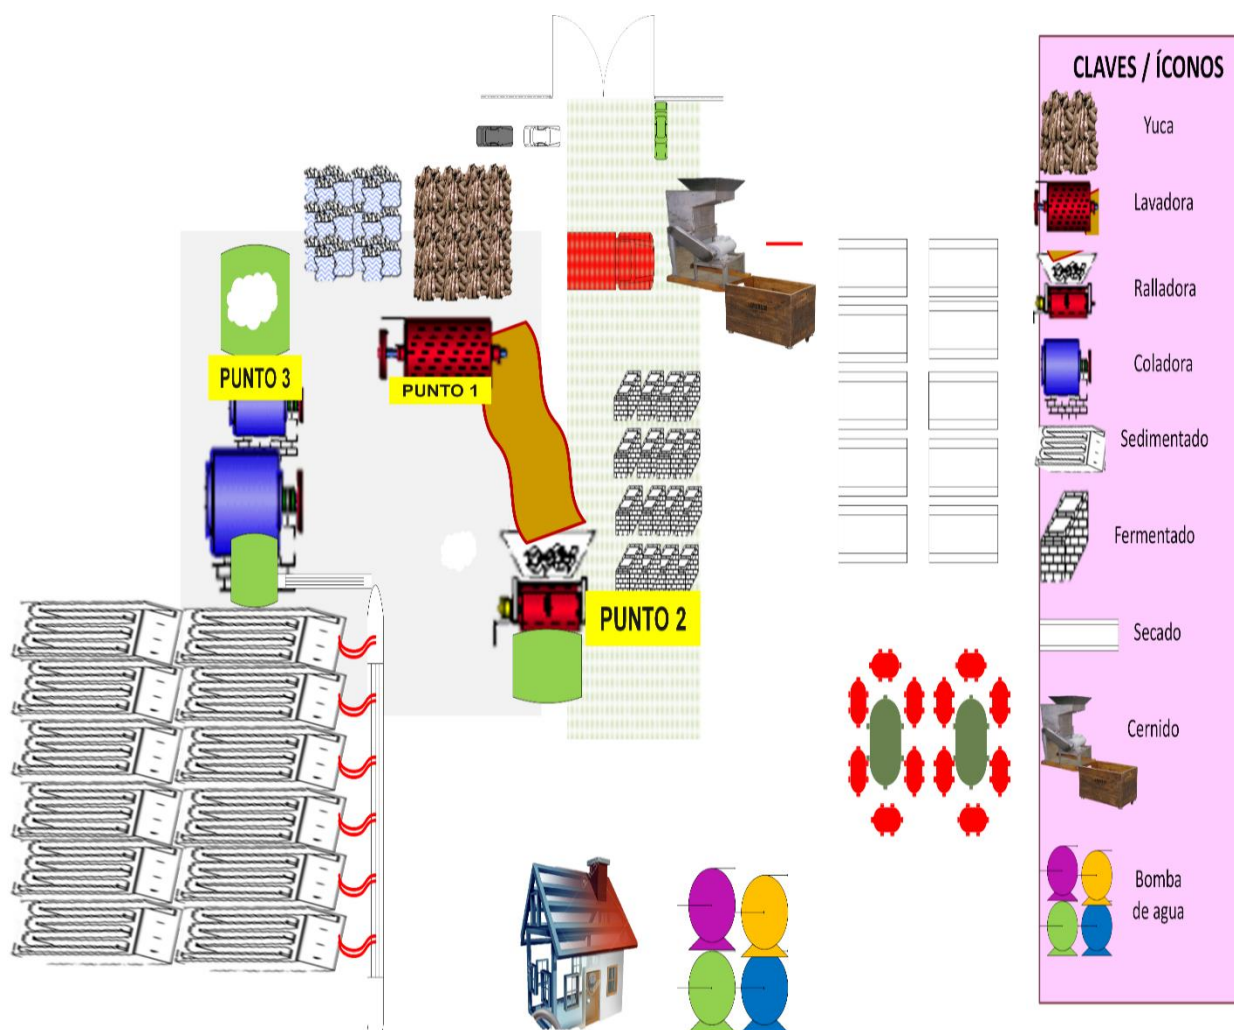 CLAVES / ÍCONOS
Yuca
Lavadora
Ralladora
Coladora
Sedimentado
Fermentado
Secado
Cernido
Bomba
de agua
PUNTO 3
PUNTO 1
PUNTO 2